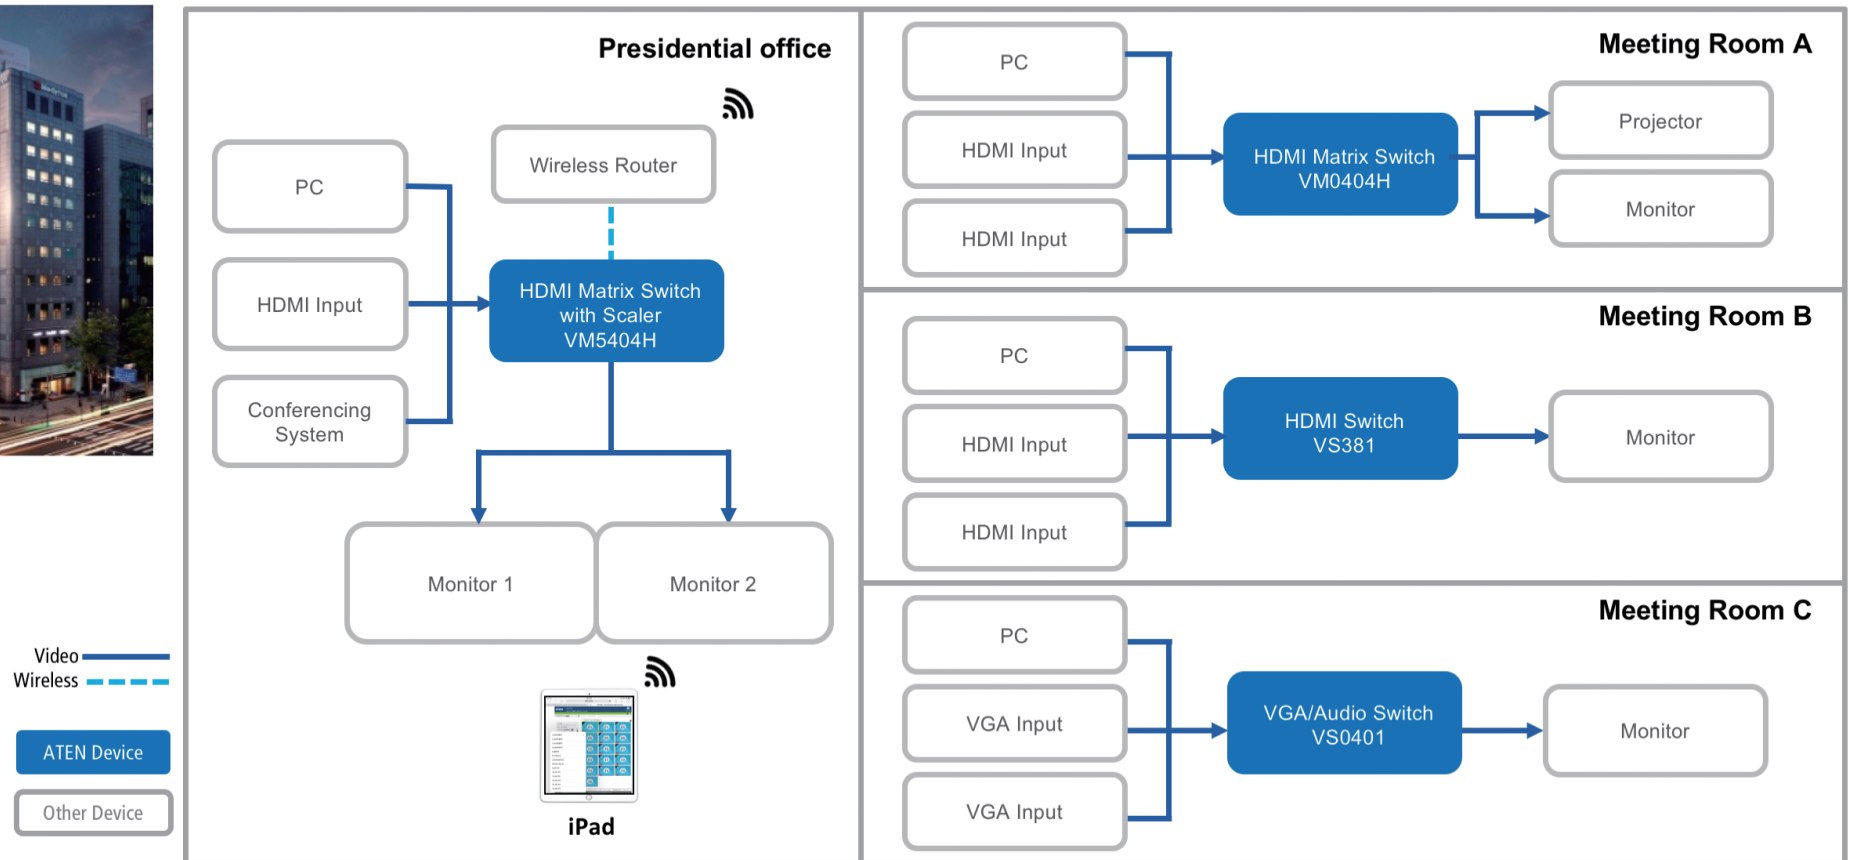 Presidential office
PC
HDMI Input
Conferencing
System
Wireless Router
HDMI Matrix Switch
with Scaler
VM5404H
Monitor 1
Monitor 2
iPad
Video
Wireless
ATEN Device
Other Device
Meeting Room A
PC
HDMI Input
HDMI Input
HDMI Matrix Switch
VM0404H
Projector
Monitor
Meeting Room B
PC
HDMI Input
HDMI Input
HDMI Switch
VS381
Monitor
Meeting Room C
PC
VGA Input
VGA Input
VGA/Audio Switch
VS0401
Monitor